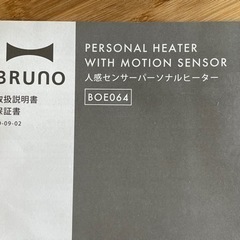 BRUNO
取扱説明書
保証書
9-09-02
PERSONAL HEATER
WITH MOTION SENSOR
人感センサーパーソナルヒーター
BOE064